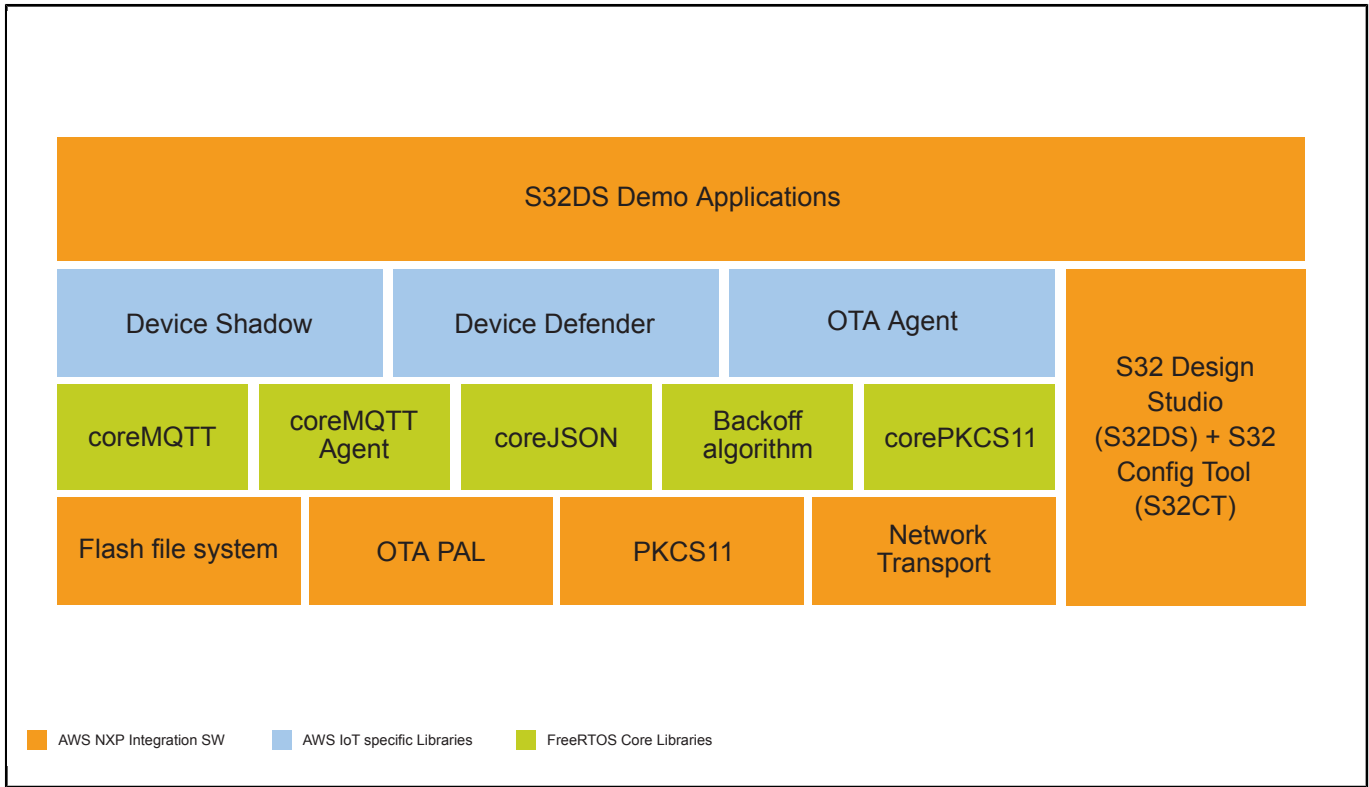 S32DS Demo Applications
Device Shadow
Device Defender
OTA Agent
S32 Design
Studio
(S32DS) + S32
Config Tool
(S32CT)
coreMQTT
coreMQTT
Agent
coreJSON
Backoff
algorithm
corePKCS11
Flash file system
OTA PAL
PKCS11
Network
Transport
AWS NXP Integration SW
AWS IoT specific Libraries
FreeRTOS Core Libraries